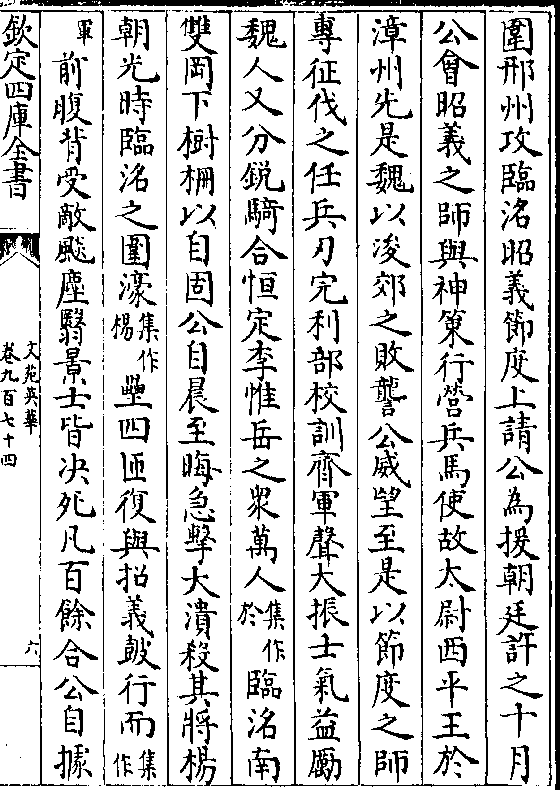 圍邢州攻臨洺昭義節度上請公為援朝廷許之十月
公會昭義之師與神策行營兵馬使故太尉西平王於
漳州先是魏以浚郊之敗讋公威望至是以節度之師
專征伐之任兵刃完利部校訓齊軍聲大振士氣益勵
魏人又分鋭騎合恒定李惟岳之衆萬人集作於臨洺南
雙岡下樹柵以自固公自晨至晦急擊大潰殺其將楊
朝光時臨洺之圍濠集作楊壘四匝復與招義鼓行而集作
軍前腹背受敵飈塵翳景士皆決死凡百餘合公自據
欽定四庫全書
文苑英華
卷九百七十四
六